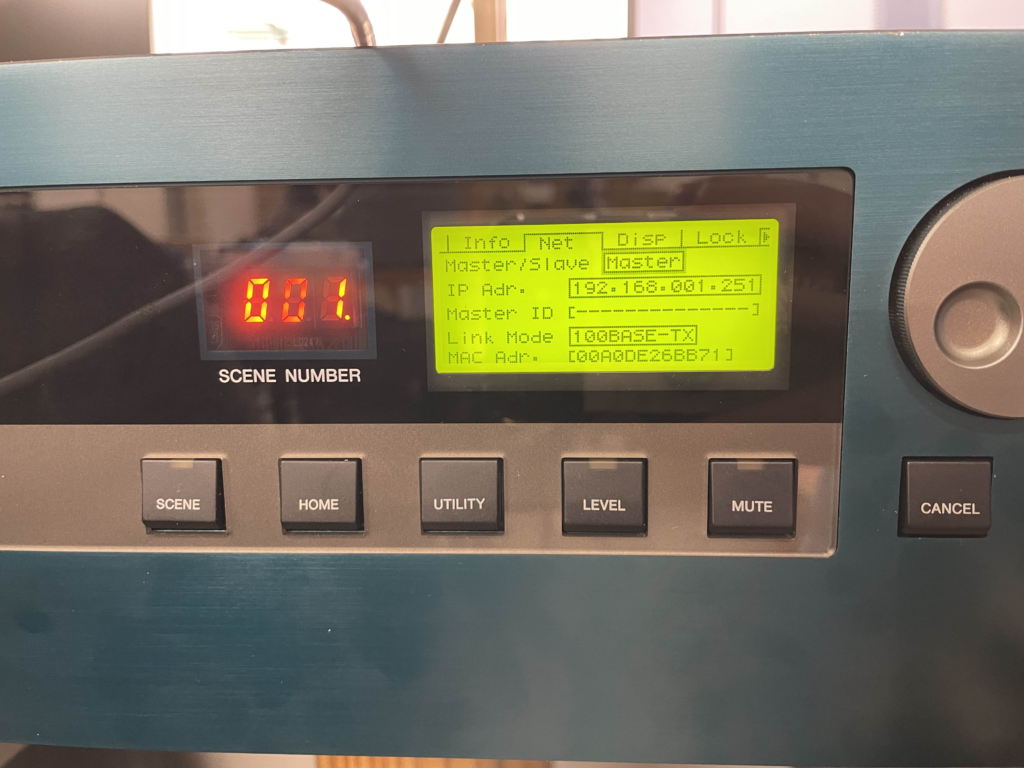 Info Net Disp Lock
Master/Slave Master
IP Adr. 192.168.001.251
Master ID [---------------]
Link Mode 100BASE-TX
MAC Adr. [00A0DE26BB71]
001.
SCENE NUMBER
SCENE HOME UTILITY LEVEL MUTE CANCEL